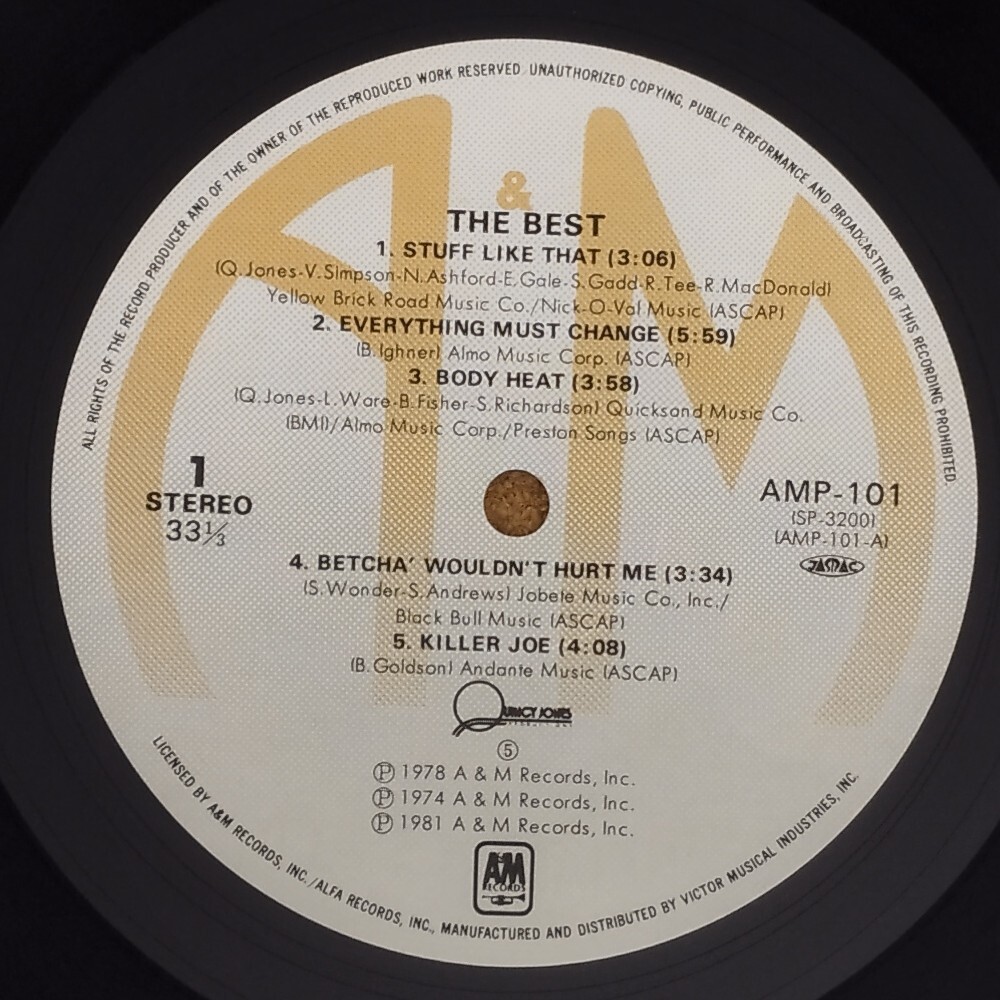 ALL RIGHTS OF THE RECORD PRODUCER AND OF THE OWNER OF THE REPRODUCED WORK RESERVED. UNAUTHORIZED COPYING, PUBLIC PERFORMANCE AND BROADCASTING OF THIS RECORDING PROHIBITED.
A&M
THE BEST
1. STUFF LIKE THAT (3:06)
(Q.Jones-V.Simpson-N.Ashford-E.Gale-S.Gadd-R.Tee-R.MacDonald)
Yellow Brick Road Music Co./Nick-O-Val Music (ASCAP)
2. EVERYTHING MUST CHANGE (5:59)
(B.Ighner) Almo Music Corp. (ASCAP)
3. BODY HEAT (3:58)
(Q.Jones-L.Ware-B.Fisher-S.Richardson) Quicksand Music Co.
(BMI)/Almo Music Corp./Preston Songs (ASCAP)
1
STEREO
33⅓
AMP-101
(SP-3200)
(AMP-101-A)
JASRAC
4. BETCHA' WOULDN'T HURT ME (3:34)
(S.Wonder-S.Andrews) Jobete Music Co., Inc./
Black Bull Music (ASCAP)
5. KILLER JOE (4:08)
(B.Goldson) Andante Music (ASCAP)
QUINCY JONES
⑤
Ⓟ 1978 A & M Records, Inc.
Ⓟ 1974 A & M Records, Inc.
Ⓟ 1981 A & M Records, Inc.
A&M
RECORDS
LICENSED BY A&M RECORDS, INC./ALFA RECORDS, INC., MANUFACTURED AND DISTRIBUTED BY VICTOR MUSICAL INDUSTRIES, INC.